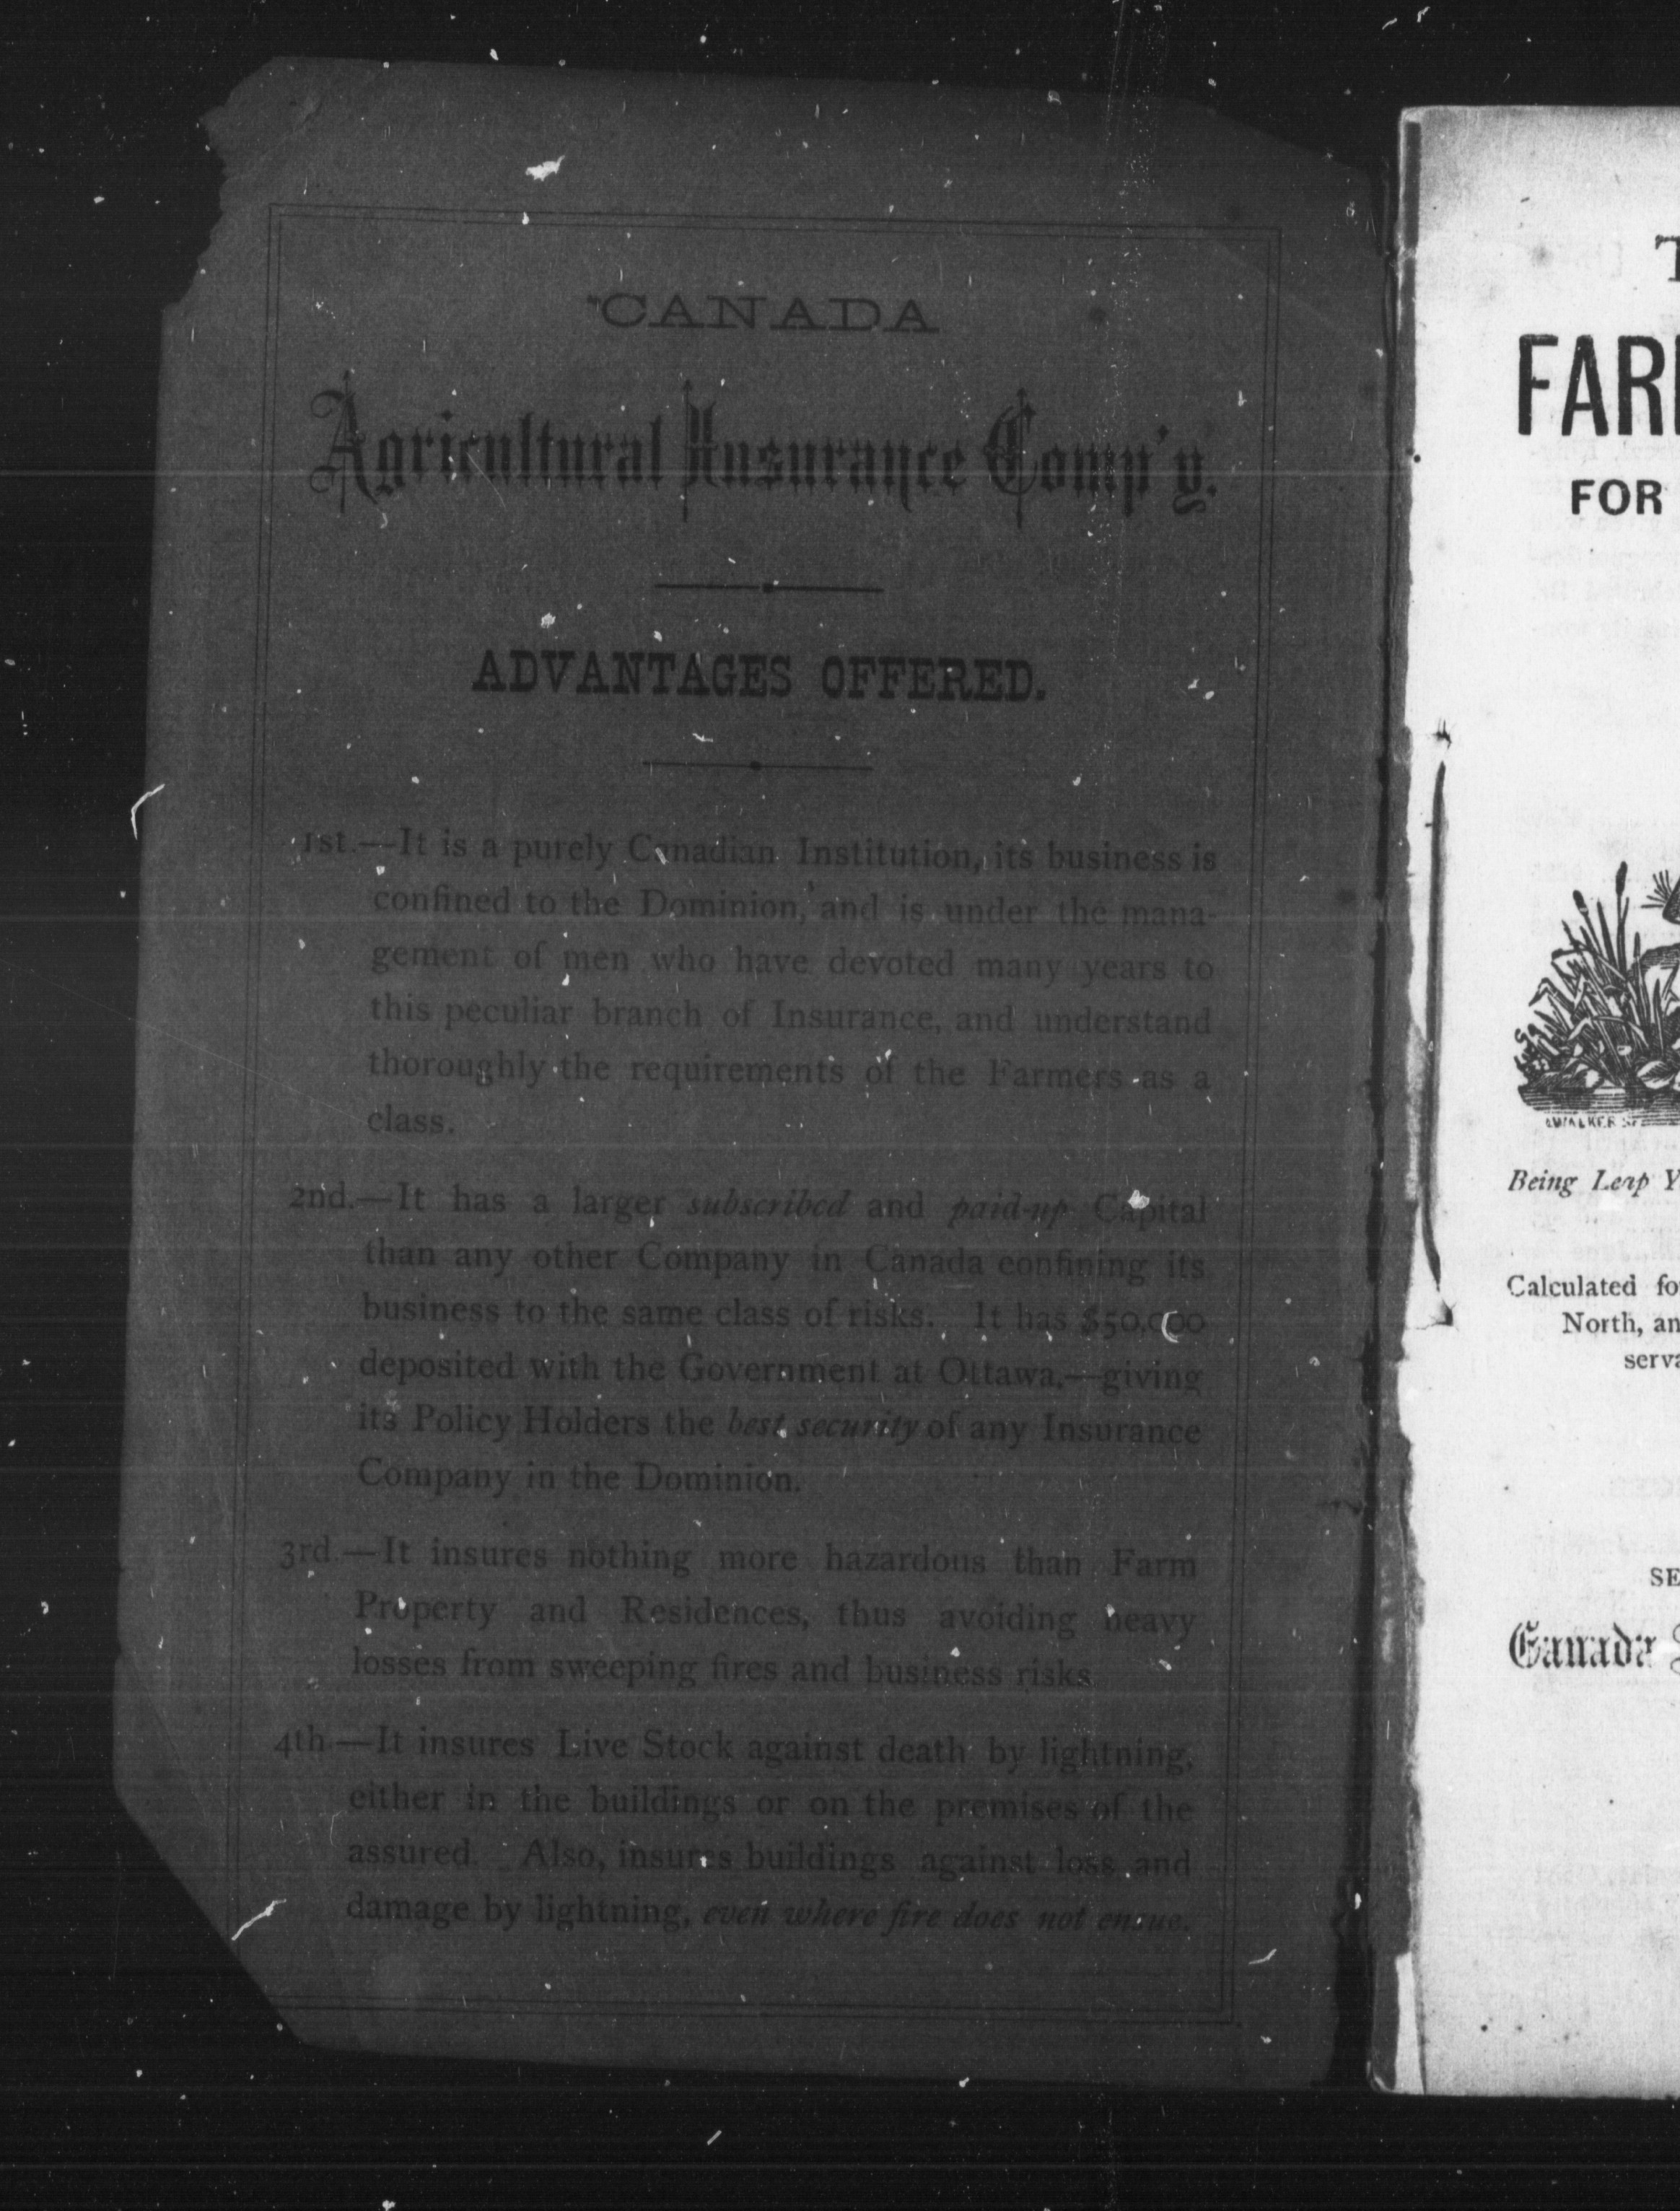 CANADA
Agricultural Insurance Comp'y.
ADVANTAGES OFFERED.
1st.—It is a purely Canadian Institution, its business is
confined to the Dominion, and is under the mana-
gement of men who have devoted many years to
this peculiar branch of Insurance, and understand
thoroughly the requirements of the Farmers as a
class.
2nd.—It has a larger subscribed and paid-up Capital
than any other Company in Canada confining its
business to the same class of risks. It has $50,000
deposited with the Government at Ottawa,—giving
its Policy Holders the best security of any Insurance
Company in the Dominion.
3rd.—It insures nothing more hazardous than Farm
Property and Residences, thus avoiding heavy
losses from sweeping fires and business risks
4th—It insures Live Stock against death by lightning,
either in the buildings or on the premises of the
assured. Also, insures buildings against loss and
damage by lightning, even where fire does not ensue.
T
FAR
FOR
WALKER Sc
Being Leap Y
Calculated fo
North, an
serva
SE
Canada